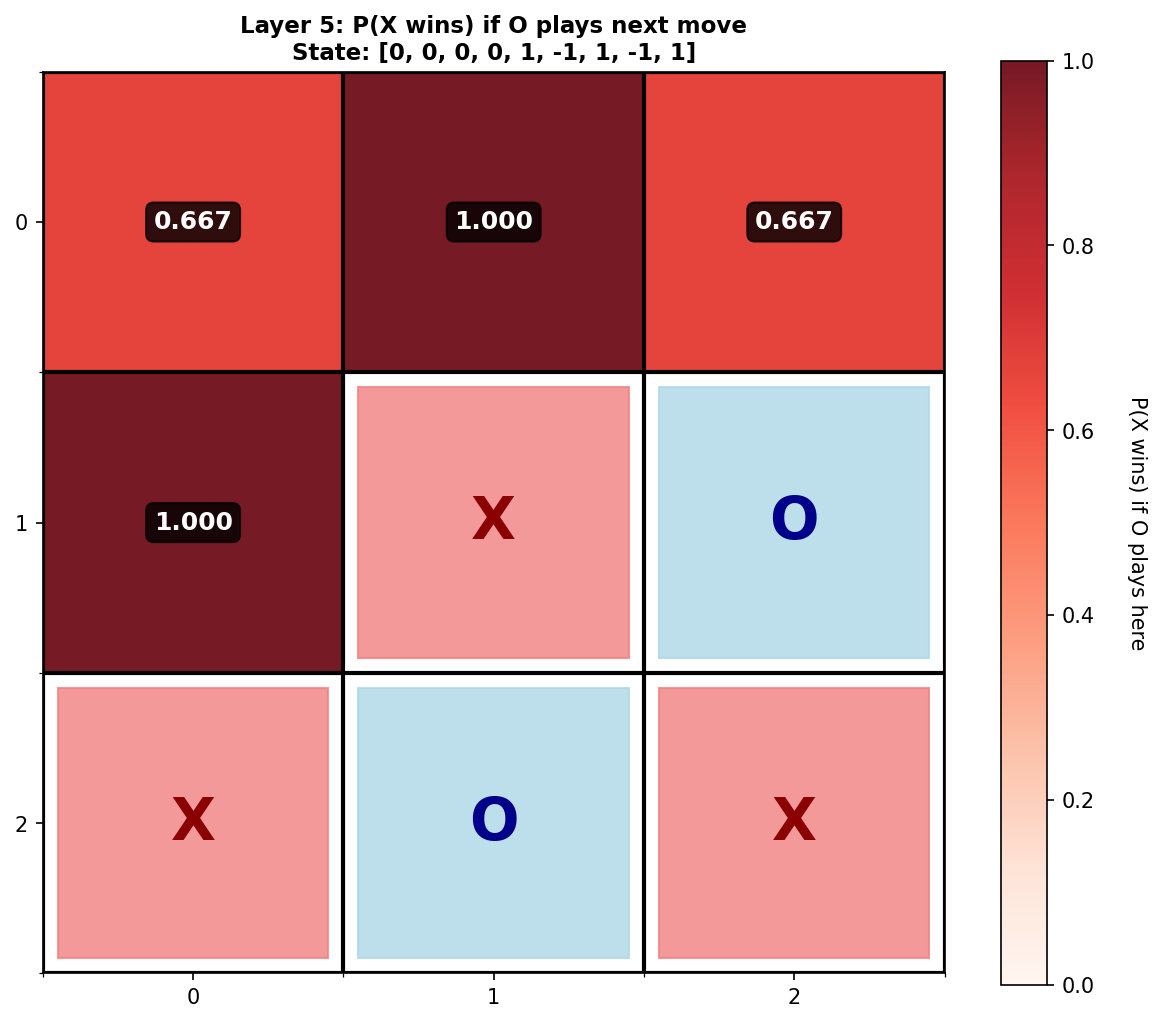 Layer 5: P(X wins) if O plays next move
State: [0, 0, 0, 0, 1, -1, 1, -1, 1]
0.667 1.000 0.667
1.000 X O
X O X
0
1
2
0 1 2
1.0
0.8
0.6
0.4
0.2
0.0
P(X wins) if O plays here